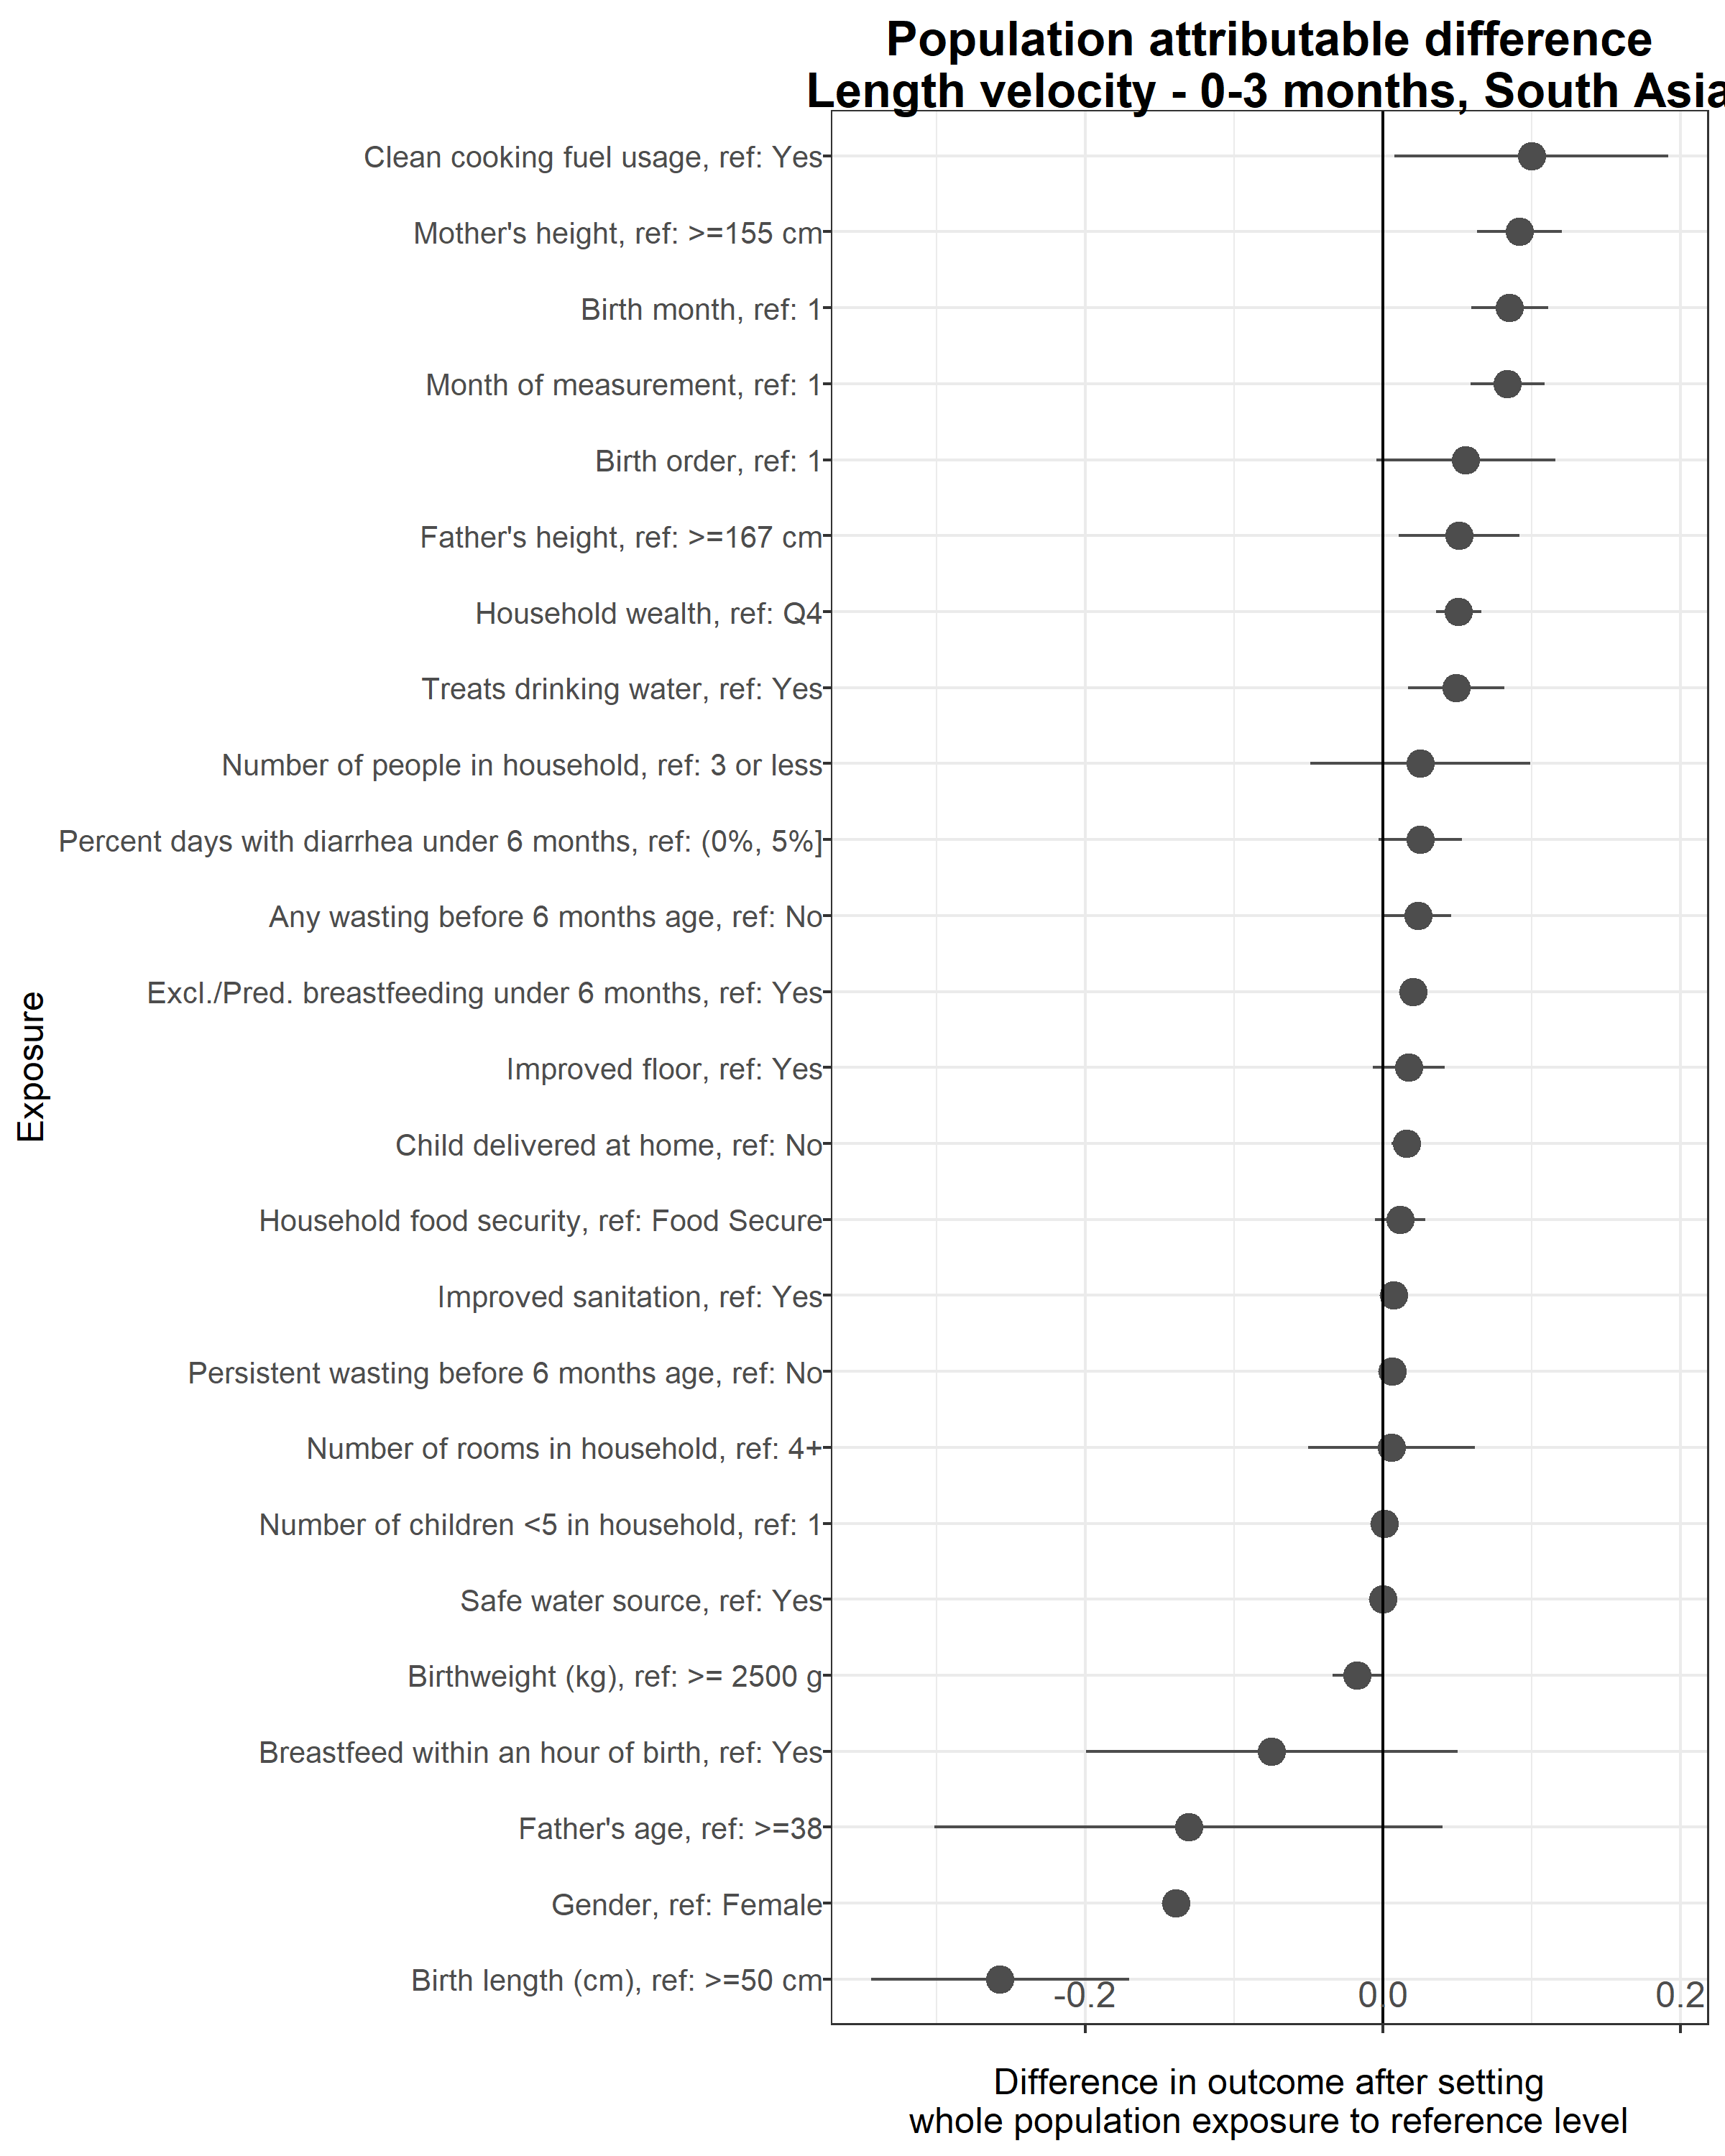 Population attributable difference
Length velocity - 0-3 months, South Asia
Clean cooking fuel usage, ref: Yes
Mother's height, ref: >=155 cm
Birth month, ref: 1
Month of measurement, ref: 1
Birth order, ref: 1
Father's height, ref: >=167 cm
Household wealth, ref: Q4
Treats drinking water, ref: Yes
Number of people in household, ref: 3 or less
Percent days with diarrhea under 6 months, ref: (0%, 5%]
Any wasting before 6 months age, ref: No
Excl./Pred. breastfeeding under 6 months, ref: Yes
Exposure
Improved floor, ref: Yes
Child delivered at home, ref: No
Household food security, ref: Food Secure
Improved sanitation, ref: Yes
Persistent wasting before 6 months age, ref: No
Number of rooms in household, ref: 4+
Number of children <5 in household, ref: 1
Safe water source, ref: Yes
Birthweight (kg), ref: >= 2500 g
Breastfeed within an hour of birth, ref: Yes
Father's age, ref: >=38
Gender, ref: Female
Birth length (cm), ref: >=50 cm
-0.2 0.0 0.2
Difference in outcome after setting
whole population exposure to reference level